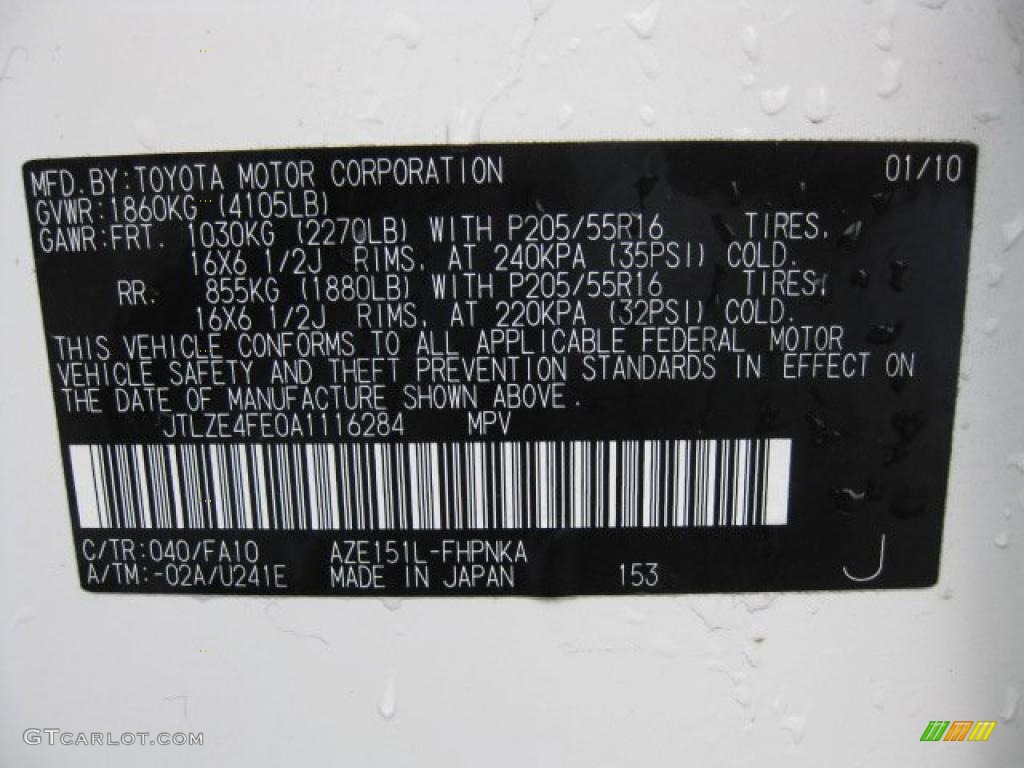 MFD. BY: TOYOTA MOTOR CORPORATION 01/10
GVWR: 1860KG (4105LB)
GAWR: FRT. 1030KG (2270LB) WITH P205/55R16 TIRES,
16X6 1/2J RIMS, AT 240KPA (35PSI) COLD.
RR. 855KG (1880LB) WITH P205/55R16 TIRES,
16X6 1/2J RIMS, AT 220KPA (32PSI) COLD.
THIS VEHICLE CONFORMS TO ALL APPLICABLE FEDERAL MOTOR
VEHICLE SAFETY AND THEFT PREVENTION STANDARDS IN EFFECT ON
THE DATE OF MANUFACTURE SHOWN ABOVE.
JTLZE4FE0A1116284 MPV
C/TR: 040/FA10 AZE151L-FHPNKA
A/TM: -02A/U241E MADE IN JAPAN 153 J
GTCARLOT.COM